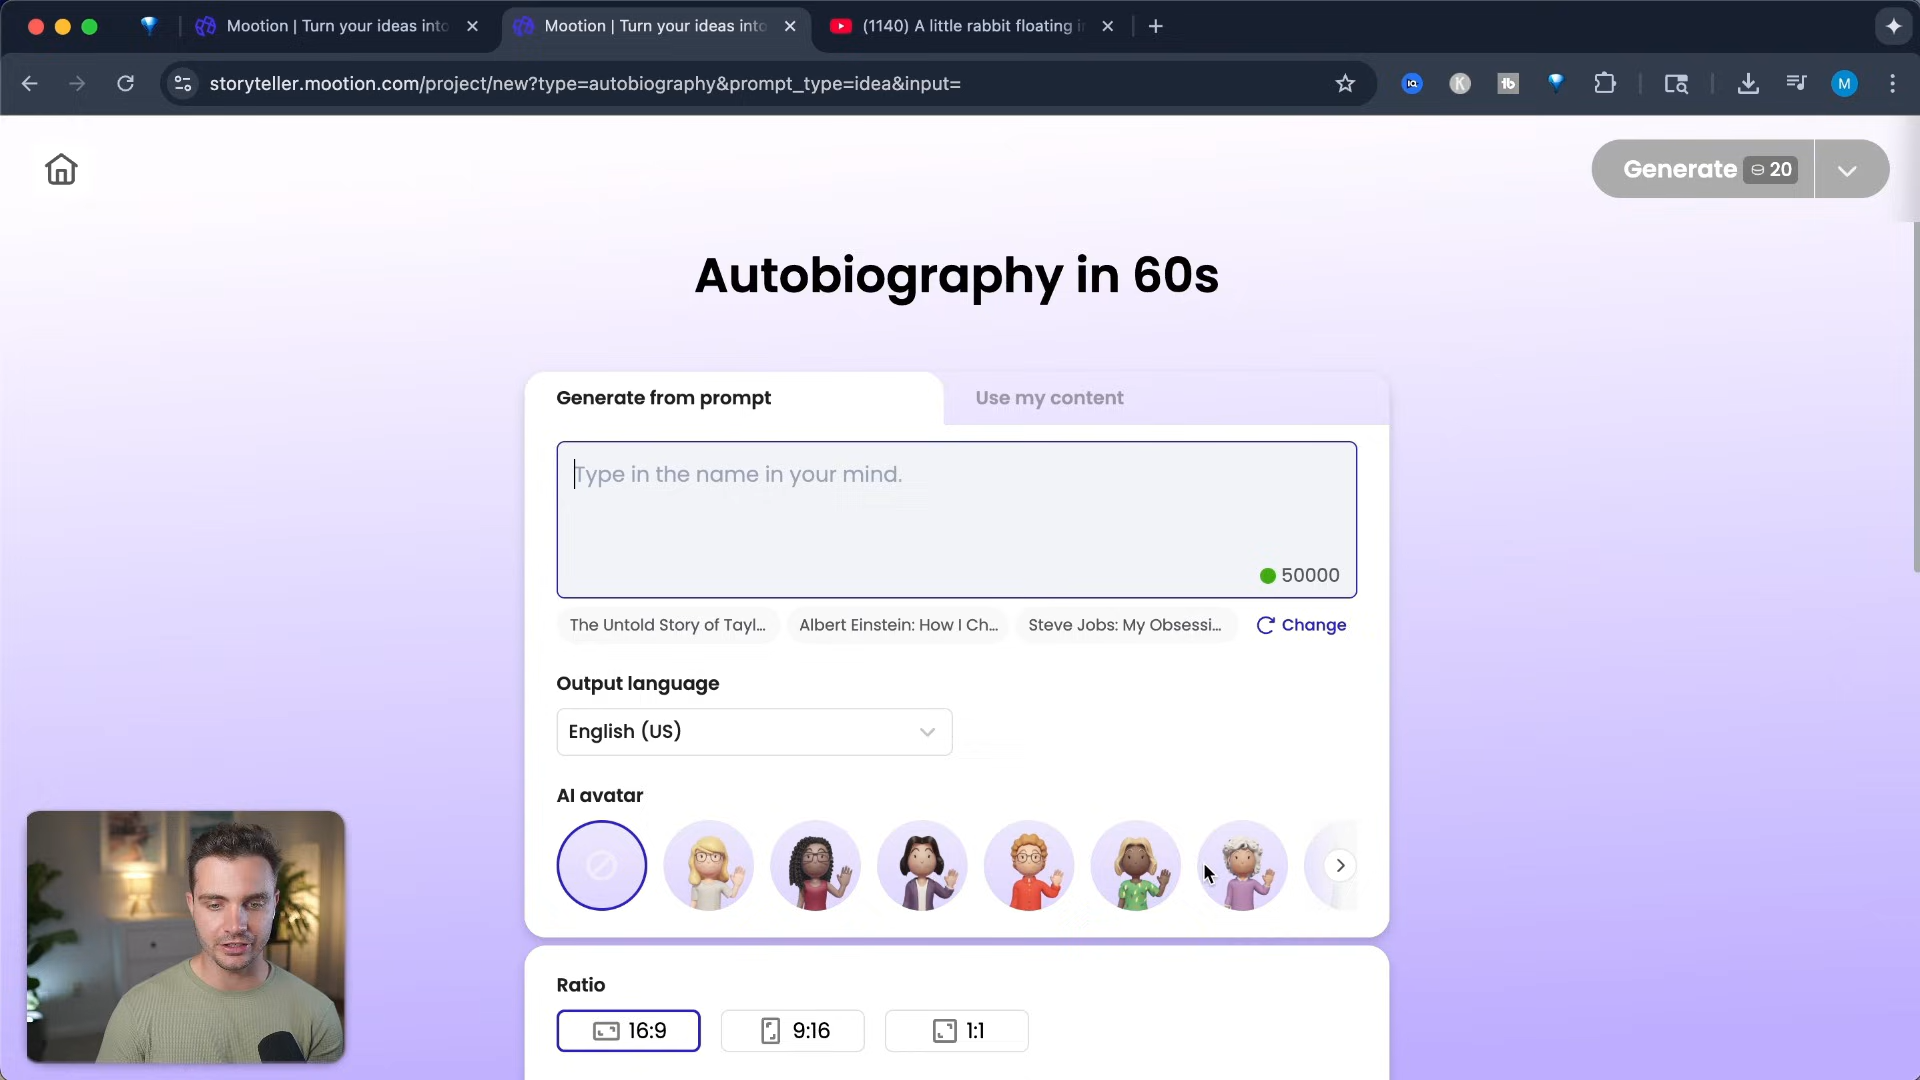 Mootion | Turn your ideas into
Mootion | Turn your ideas into
(1140) A little rabbit floating i
storyteller.mootion.com/project/new?type=autobiography&prompt_type=idea&input=
IQ
K
tb
M
Generate 20
Autobiography in 60s
Generate from prompt
Use my content
Type in the name in your mind.
50000
The Untold Story of Tayl...
Albert Einstein: How I Ch...
Steve Jobs: My Obsessi...
Change
Output language
English (US)
AI avatar
Ratio
16:9
9:16
1:1